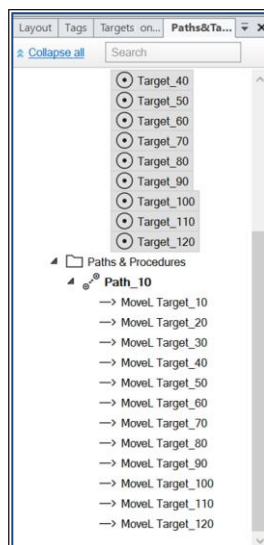 Layout Tags Targets on... Paths&Ta...
Collapse all Search
Target_40
Target_50
Target_60
Target_70
Target_80
Target_90
Target_100
Target_110
Target_120
Paths & Procedures
Path_10
MoveL Target_10
MoveL Target_20
MoveL Target_30
MoveL Target_40
MoveL Target_50
MoveL Target_60
MoveL Target_70
MoveL Target_80
MoveL Target_90
MoveL Target_100
MoveL Target_110
MoveL Target_120